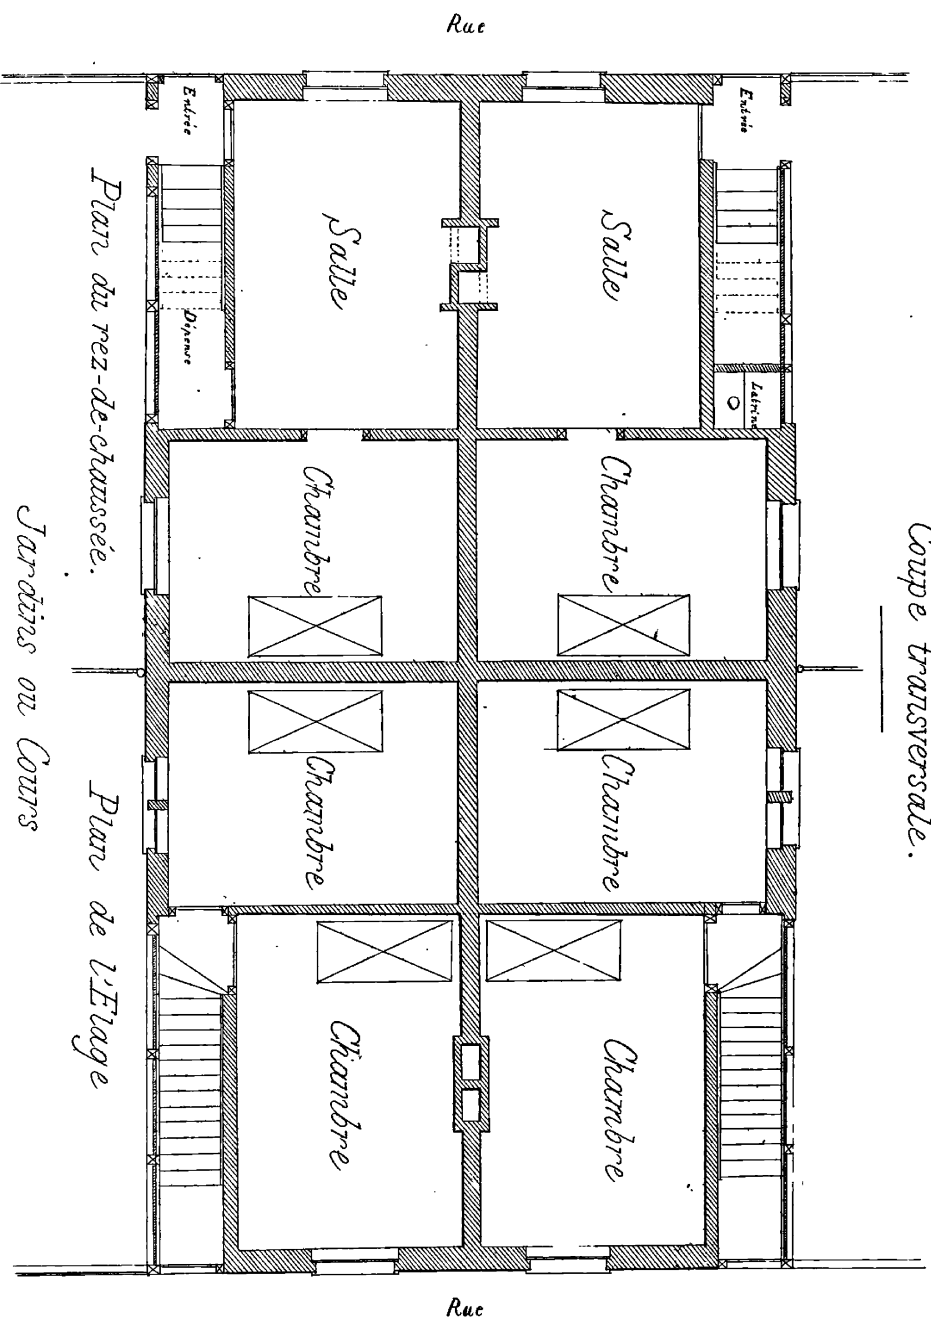 Rue
Entrée
Entrée
Salle
Salle
Plan du rez-de-chaussée.
Dépense
Latrine
Chambre
Chambre
Coupe transversale.
Jardins ou Cours
Chambre
Chambre
Plan de l'Etage
Chambre
Chambre
Rue